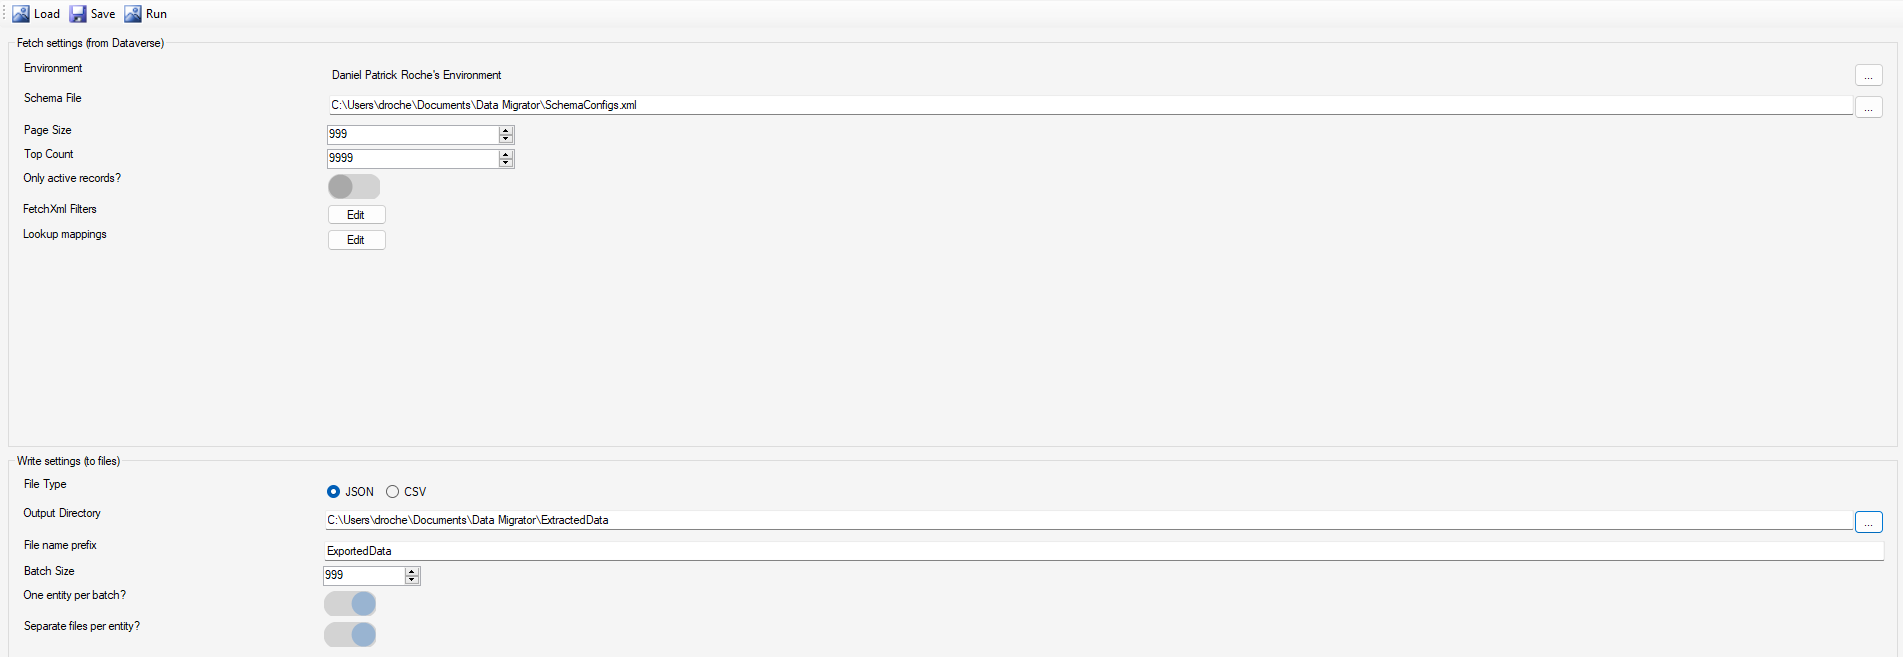 Load Save Run
Fetch settings (from Dataverse)
Environment Daniel Patrick Roche's Environment ...
Schema File C:\Users\droche\Documents\Data Migrator\SchemaConfigs.xml ...
Page Size 999
Top Count 9999
Only active records?
FetchXml Filters Edit
Lookup mappings Edit
Write settings (to files)
File Type JSON CSV
Output Directory C:\Users\droche\Documents\Data Migrator\ExtractedData ...
File name prefix ExportedData
Batch Size 999
One entity per batch?
Separate files per entity?